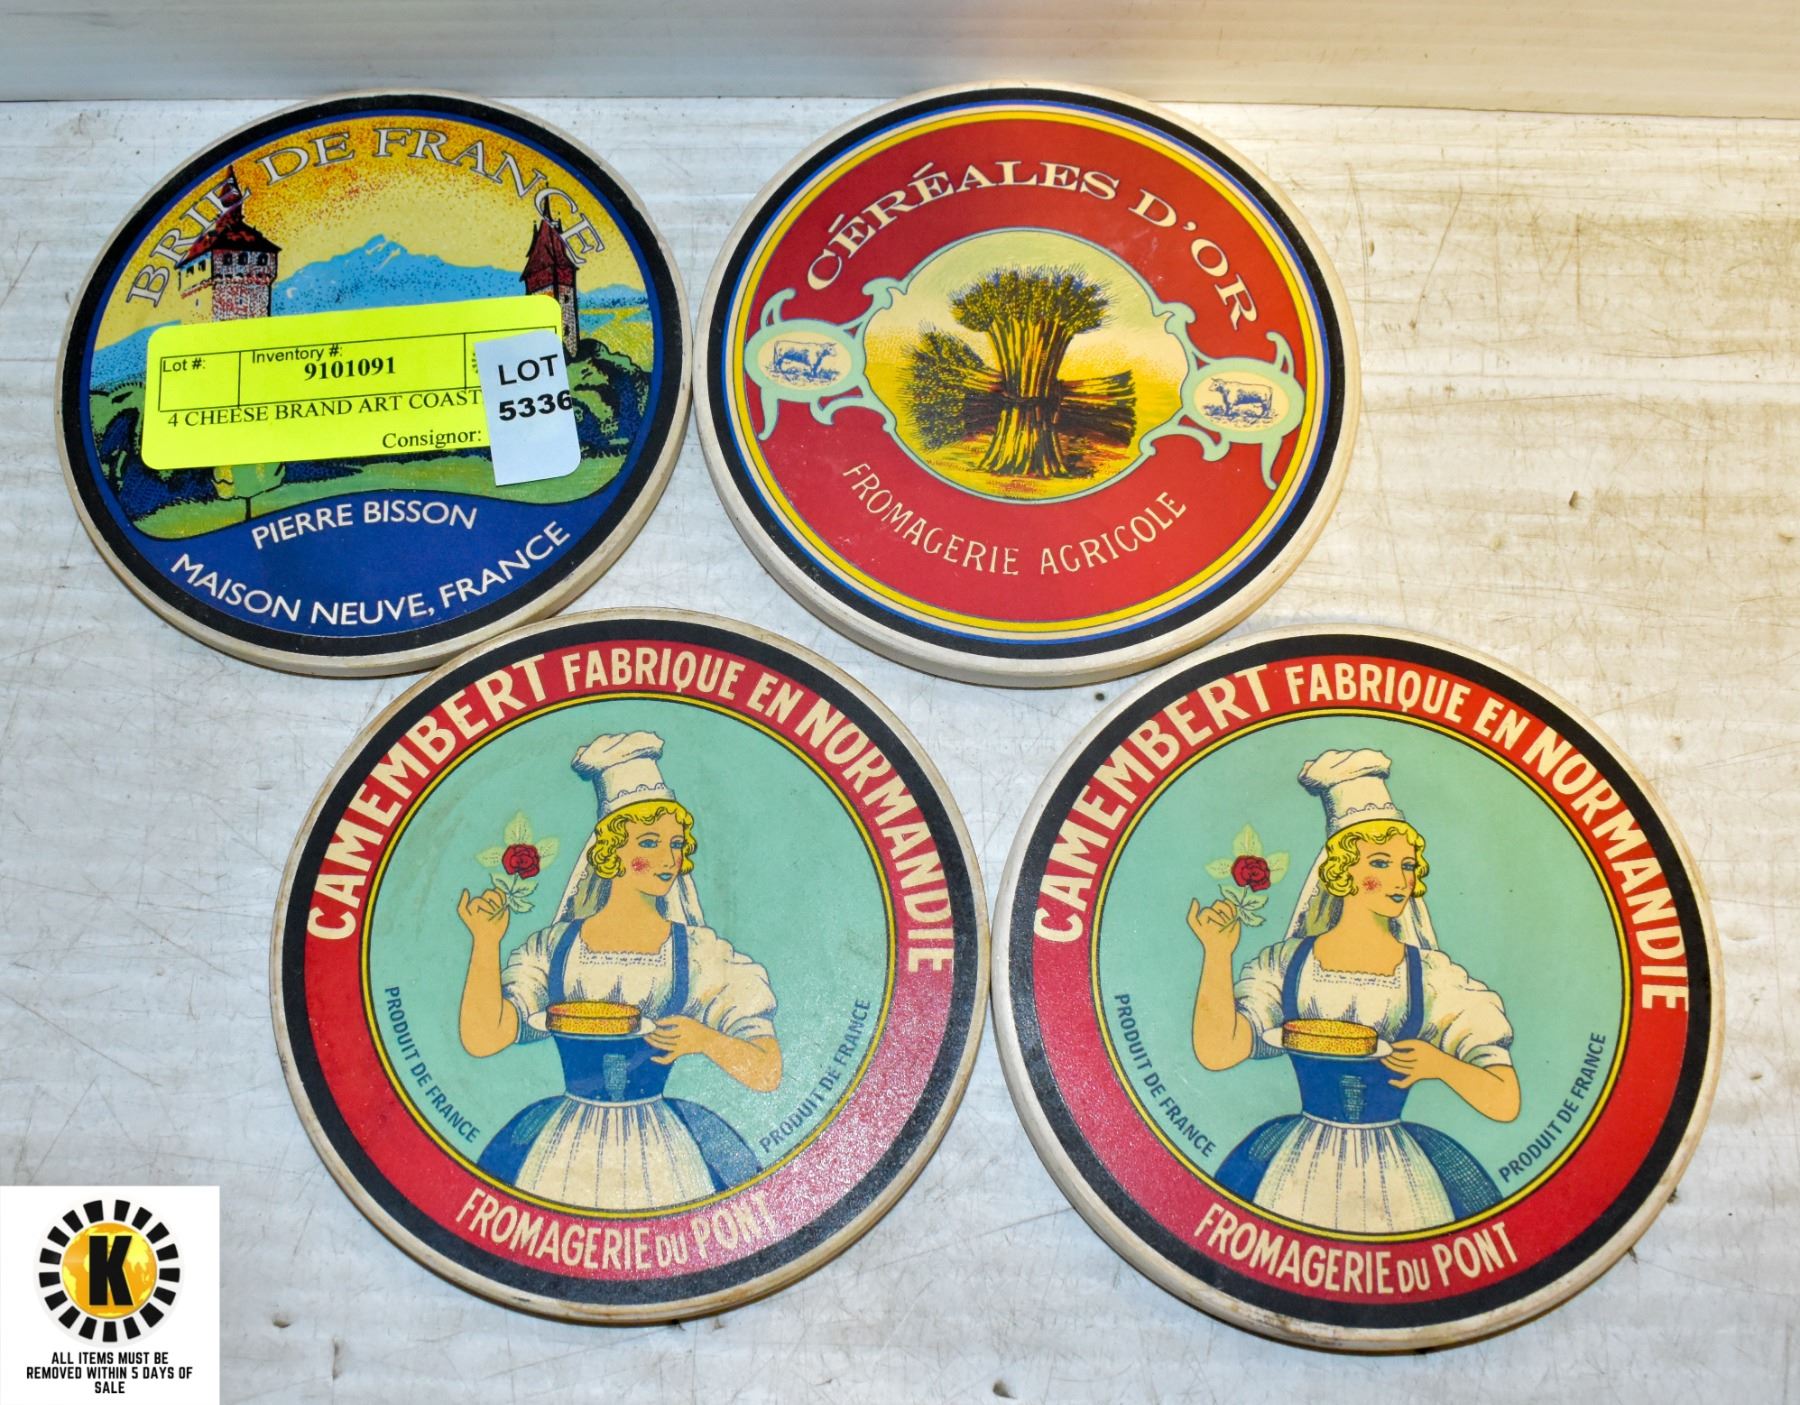 BRIE DE FRANCE
Lot #:
Inventory #:
9101091
4 CHEESE BRAND ART COAST
Consignor:
LOT
5336
PIERRE BISSON
MAISON NEUVE, FRANCE
CÉRÉALES D'OR
FROMAGERIE AGRICOLE
CAMEMBERT FABRIQUE EN NORMANDIE
PRODUIT DE FRANCE
PRODUIT DE FRANCE
FROMAGERIE DU PONT
CAMEMBERT FABRIQUE EN NORMANDIE
PRODUIT DE FRANCE
PRODUIT DE FRANCE
FROMAGERIE DU PONT
K
ALL ITEMS MUST BE
REMOVED WITHIN 5 DAYS OF
SALE